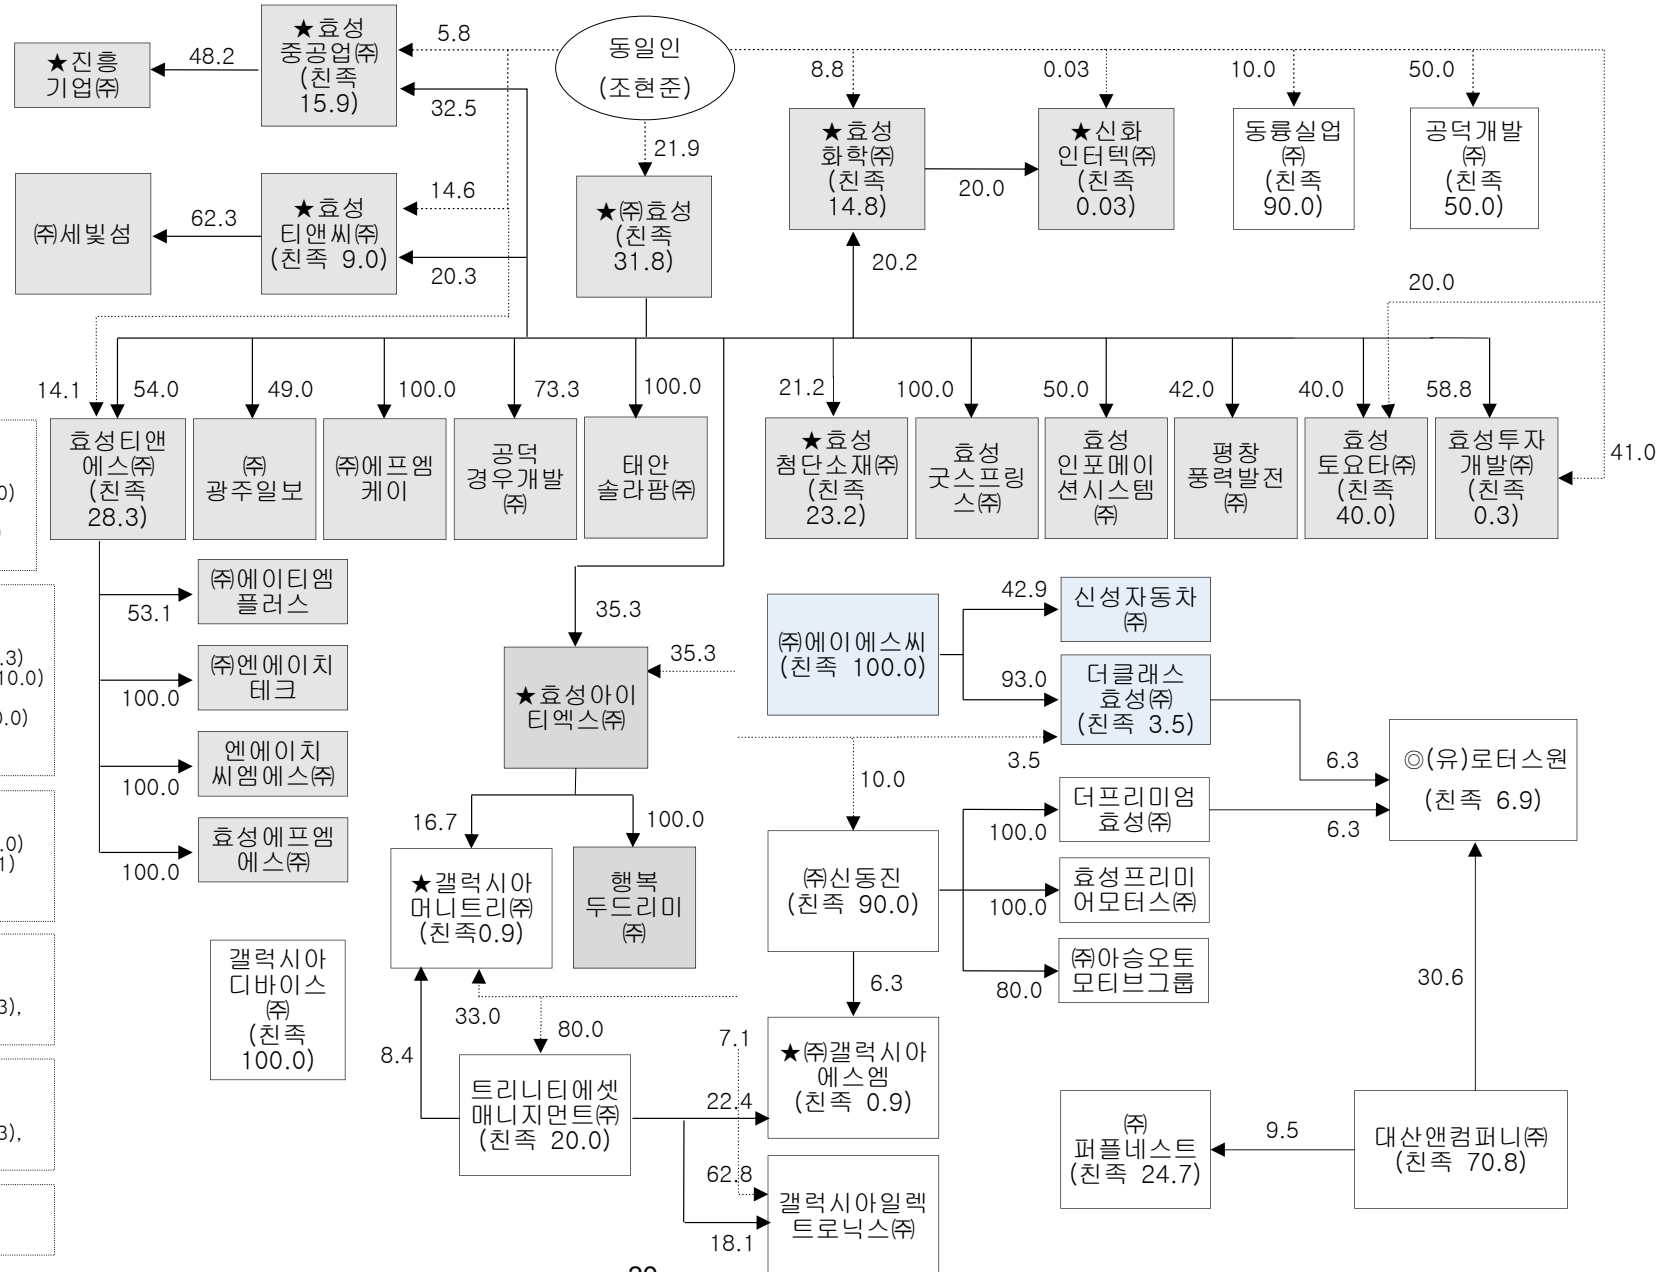 ★효성
중공업㈜
(친족
15.9)
5.8
동일인
(조현준)
★진흥
기업㈜
48.2
32.5
21.9
8.8
0.03
10.0
50.0
★효성
화학㈜
(친족
14.8)
20.0
★신화
인터텍㈜
(친족
0.03)
동륭실업
㈜
(친족
90.0)
공덕개발
㈜
(친족
50.0)
㈜세빛섬
62.3
★효성
티앤씨㈜
(친족 9.0)
14.6
20.3
★㈜효성
(친족
31.8)
20.2
20.0
14.1
54.0
49.0
100.0
73.3
100.0
21.2
100.0
50.0
42.0
40.0
58.8
41.0
효성티앤
에스㈜
(친족
28.3)
㈜
광주일보
㈜에프엠
케이
공덕
경우개발
㈜
태안
솔라팜㈜
★효성
첨단소재㈜
(친족
23.2)
효성
굿스프링
스㈜
효성
인포메이
션시스템
㈜
평창
풍력발전
㈜
효성
토요타㈜
(친족
40.0)
효성투자
개발㈜
(친족
0.3)
0)
)
.3)
10.0)
0.0)
.0)
1)
3),
3),
㈜에이티엠
플러스
53.1
㈜엔에이치
테크
100.0
엔에이치
씨엠에스㈜
100.0
효성에프엠
에스㈜
100.0
35.3
35.3
★효성아이
티엑스㈜
16.7
100.0
★갤럭시아
머니트리㈜
(친족0.9)
행복
두드리미
㈜
갤럭시아
디바이스
㈜
(친족
100.0)
33.0
80.0
8.4
트리니티에셋
매니지먼트㈜
(친족 20.0)
㈜에이에스씨
(친족 100.0)
42.9
신성자동차
㈜
93.0
더클래스
효성㈜
(친족 3.5)
3.5
10.0
㈜신동진
(친족 90.0)
100.0
더프리미엄
효성㈜
100.0
효성프리미
어모터스㈜
80.0
㈜아승오토
모티브그룹
6.3
6.3
◎(유)로터스원
(친족 6.9)
6.3
7.1
22.4
★㈜갤럭시아
에스엠
(친족 0.9)
62.8
18.1
갤럭시아일렉
트로닉스㈜
30.6
㈜
퍼플네스트
(친족 24.7)
9.5
대산앤컴퍼니㈜
(친족 70.8)